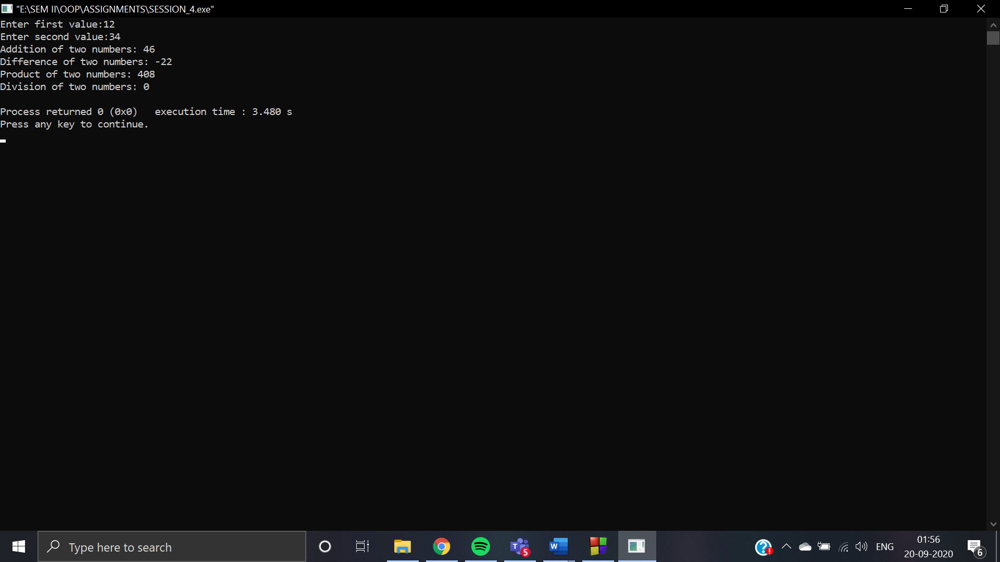 "E:\SEM II\OOP\ASSIGNMENTS\SESSION_4.exe"
Enter first value:12
Enter second value:34
Addition of two numbers: 46
Difference of two numbers: -22
Product of two numbers: 408
Division of two numbers: 0
Process returned 0 (0x0)   execution time : 3.480 s
Press any key to continue.
Type here to search
T 5
W
?!
ENG
01:56
20-09-2020
6